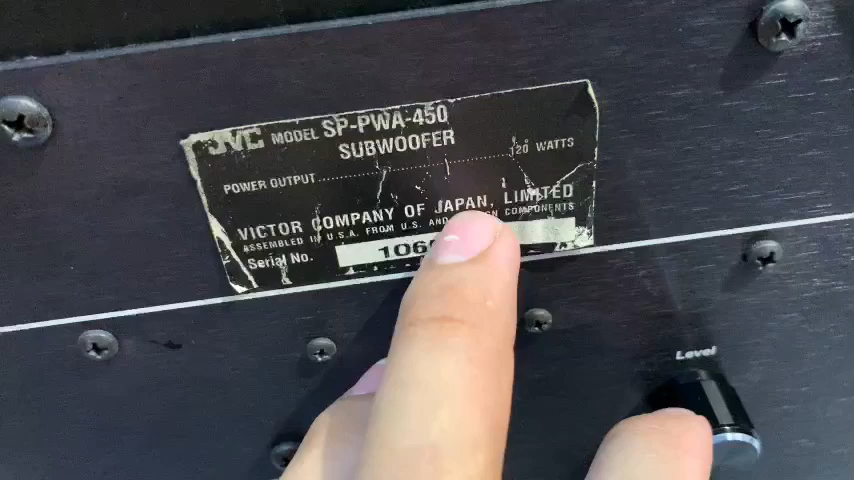 JVC MODEL SP-PWA-450
SUBWOOFER
POWER OUTPUT 120 WATTS
VICTOR COMPANY OF JAPAN, LIMITED
ASSEMBLED IN U.S.A. FROM U.S. AND COMPONENTS
Serial No. 106
Level